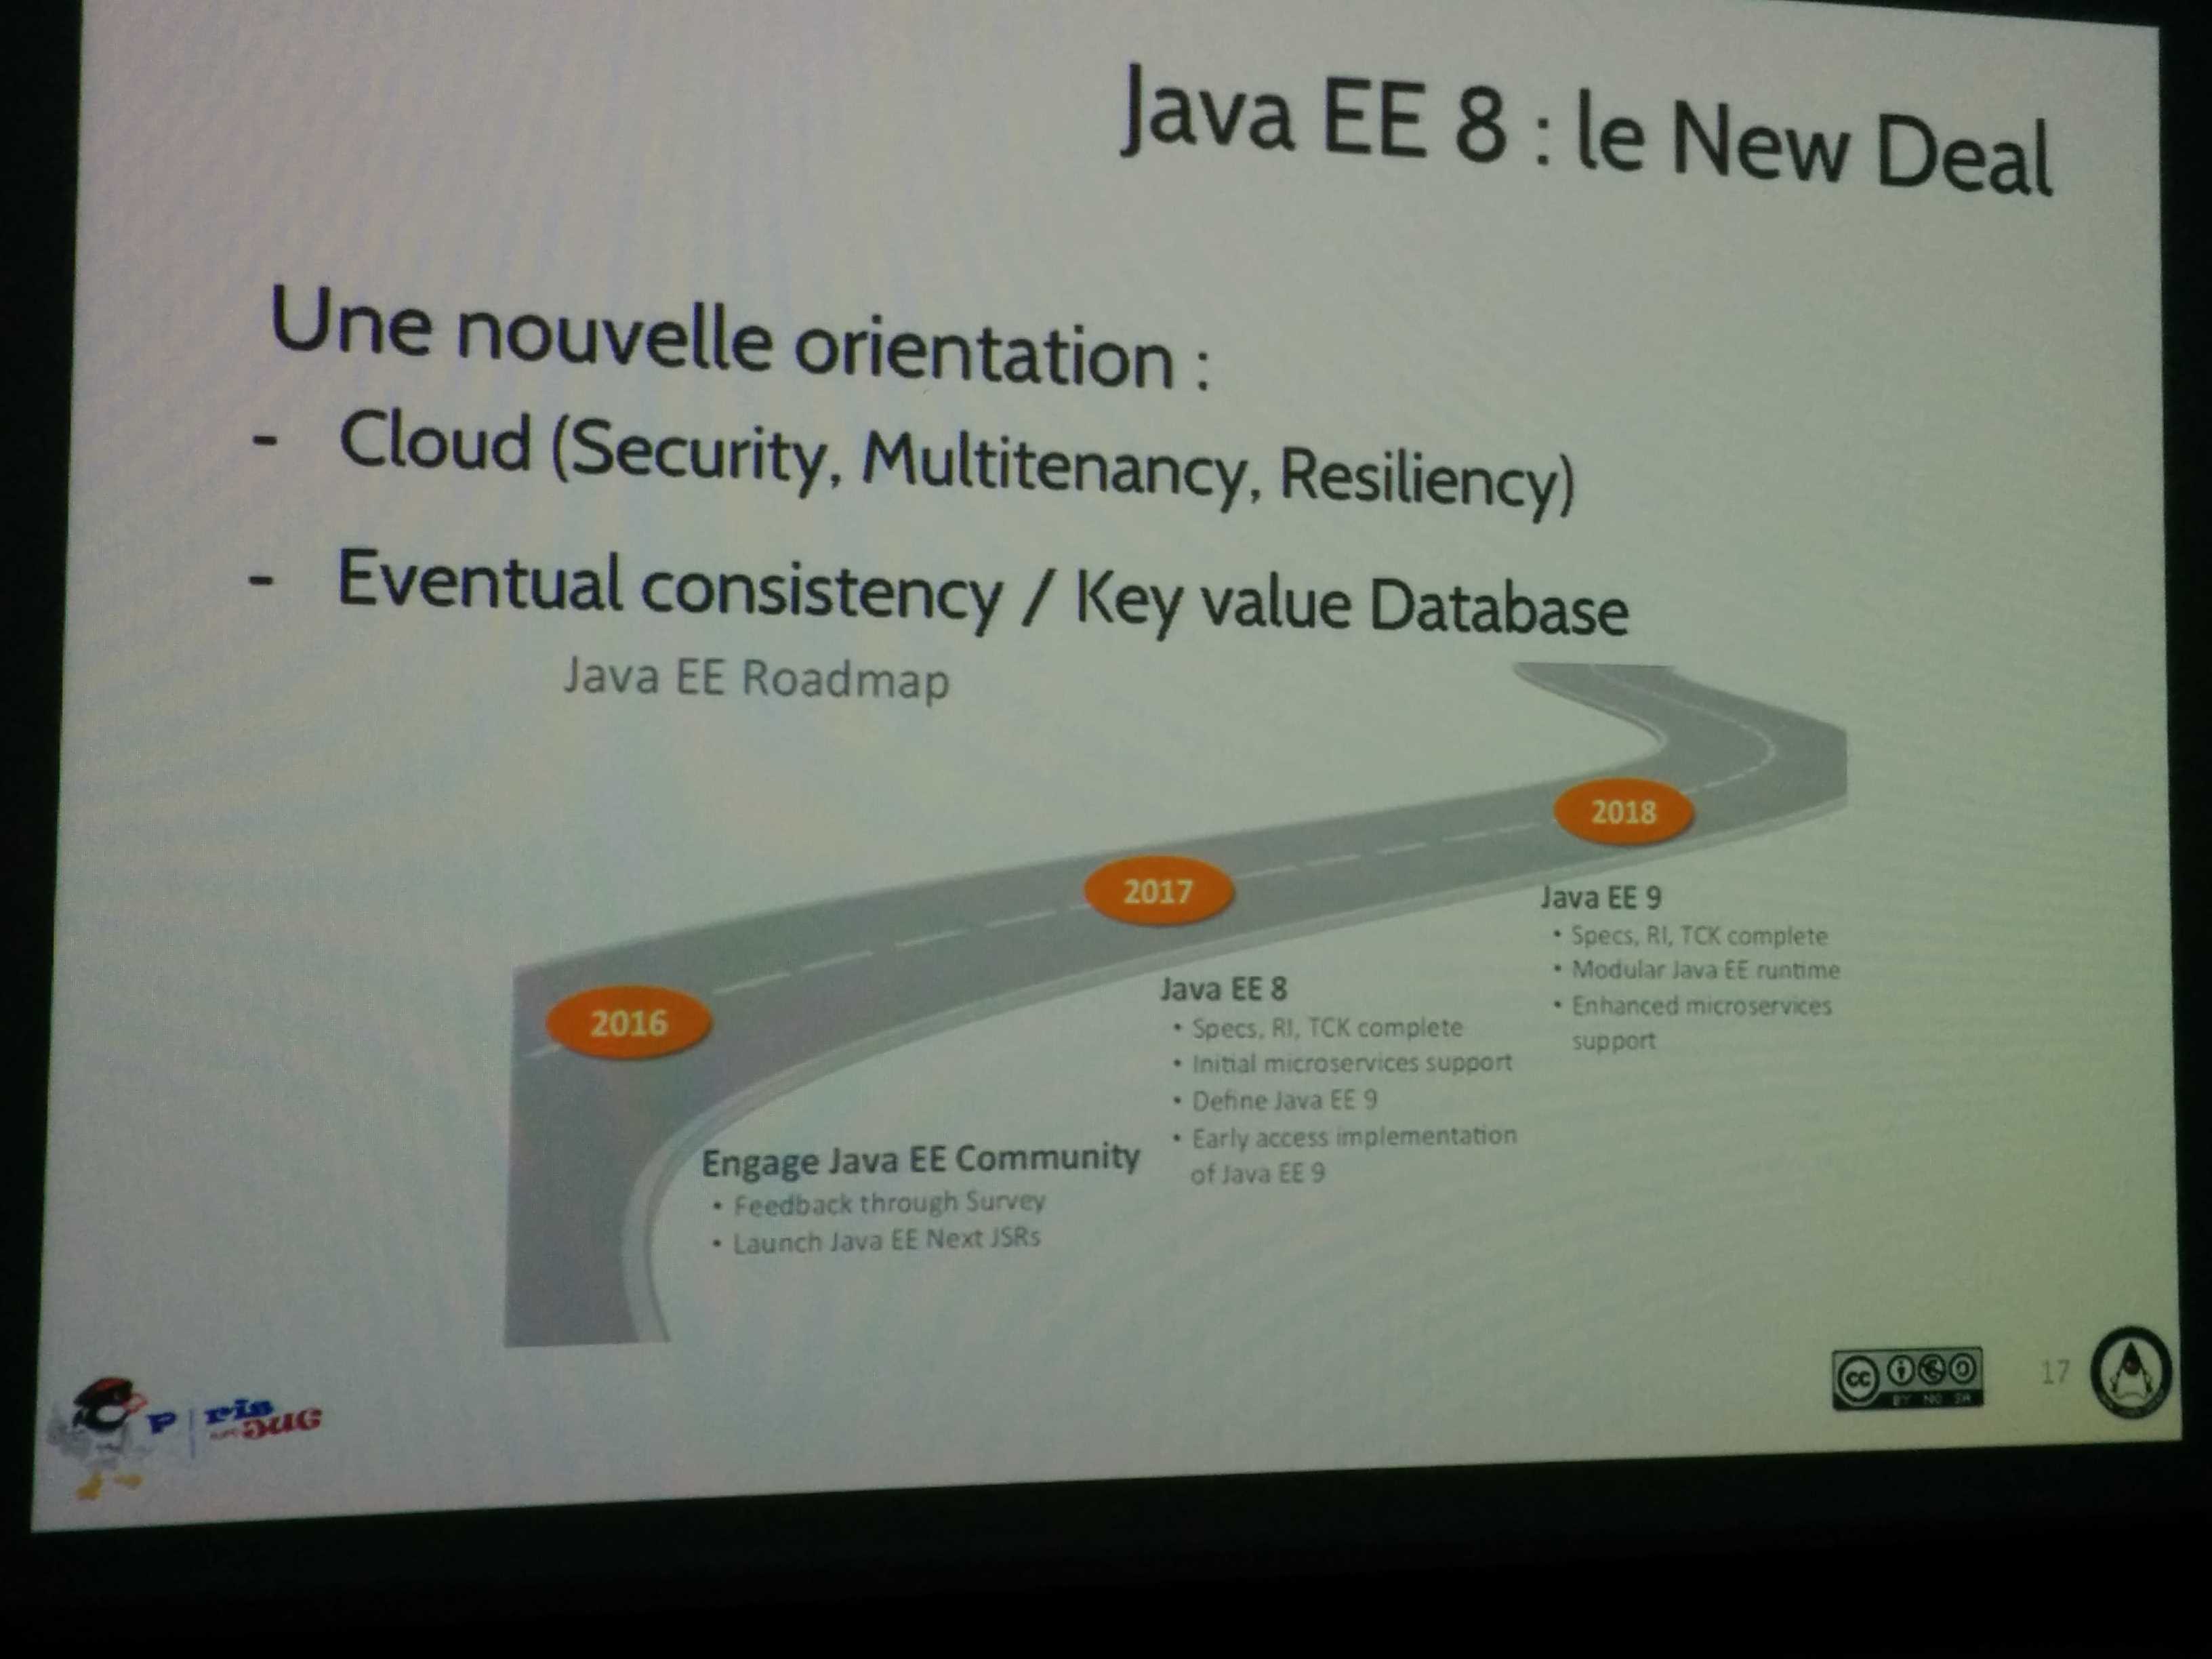 Java EE 8 : le New Deal
Une nouvelle orientation :
- Cloud (Security, Multitenancy, Resiliency)
- Eventual consistency / Key value Database
Java EE Roadmap
2016
Engage Java EE Community
• Feedback through Survey
• Launch Java EE Next JSRs
2017
Java EE 8
• Specs, RI, TCK complete
• Initial microservices support
• Define Java EE 9
• Early access implementation
of Java EE 9
2018
Java EE 9
• Specs, RI, TCK complete
• Modular Java EE runtime
• Enhanced microservices
support
P ris
JUG
cc
BY NC SA
17